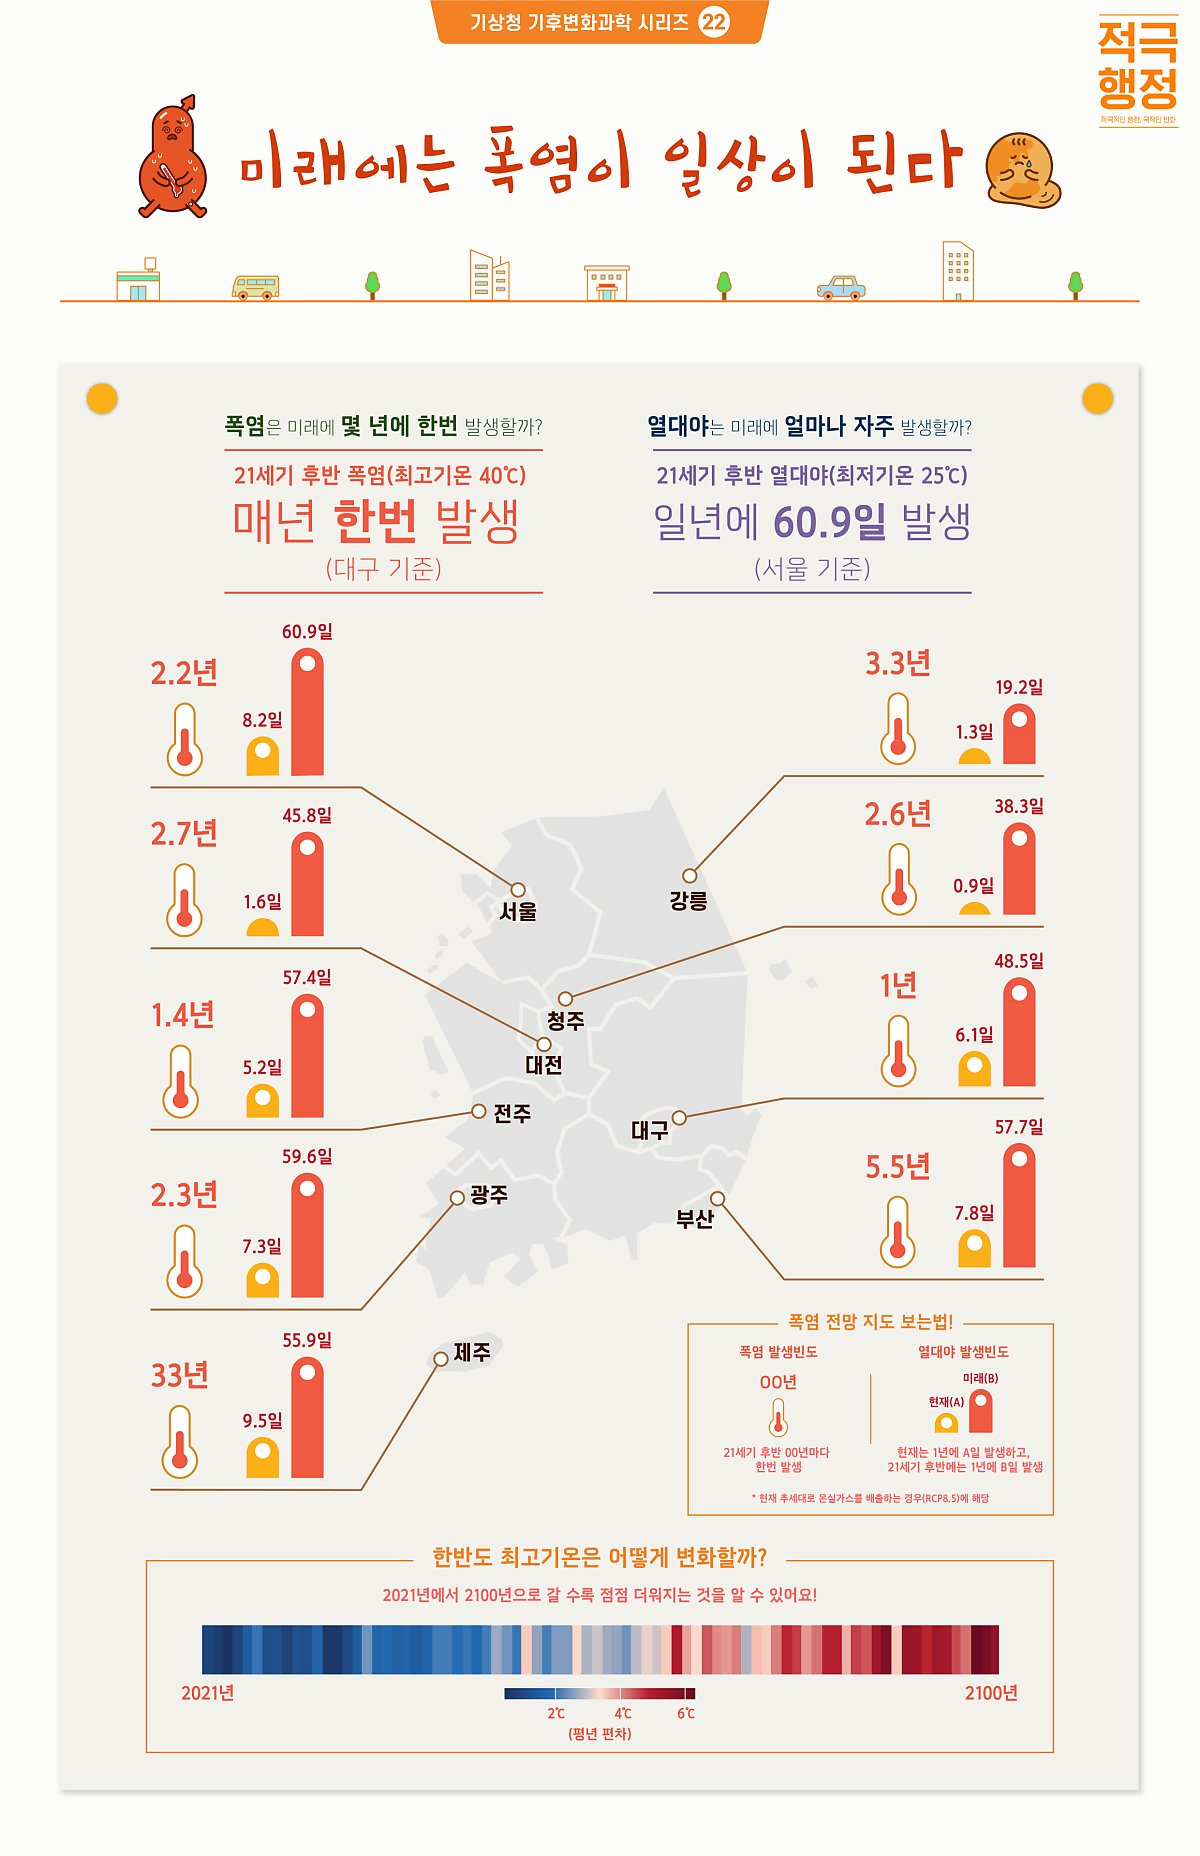 기상청 기후변화과학 시리즈 22
적극
행정
적극적인 행정, 국적인 변화
미래에는 폭염이 일상이 된다
폭염은 미래에 몇 년에 한번 발생할까?
21세기 후반 폭염(최고기온 40℃)
매년 한번 발생
(대구 기준)
열대야는 미래에 얼마나 자주 발생할까?
21세기 후반 열대야(최저기온 25℃)
일년에 60.9일 발생
(서울 기준)
2.2년
8.2일
60.9일
2.7년
1.6일
45.8일
1.4년
5.2일
57.4일
2.3년
7.3일
59.6일
33년
9.5일
55.9일
3.3년
1.3일
19.2일
2.6년
0.9일
38.3일
1년
6.1일
48.5일
5.5년
7.8일
57.7일
서울
강릉
청주
대전
전주
대구
광주
부산
제주
폭염 전망 지도 보는법!
폭염 발생빈도
OO년
21세기 후반 00년마다
한번 발생
열대야 발생빈도
미래(B)
현재(A)
현재는 1년에 A일 발생하고,
21세기 후반에는 1년에 B일 발생
* 현재 추세대로 온실가스를 배출하는 경우(RCP8.5)에 해당
한반도 최고기온은 어떻게 변화할까?
2021년에서 2100년으로 갈 수록 점점 더워지는 것을 알 수 있어요!
2021년
2100년
2℃
4℃
6℃
(평년 편차)